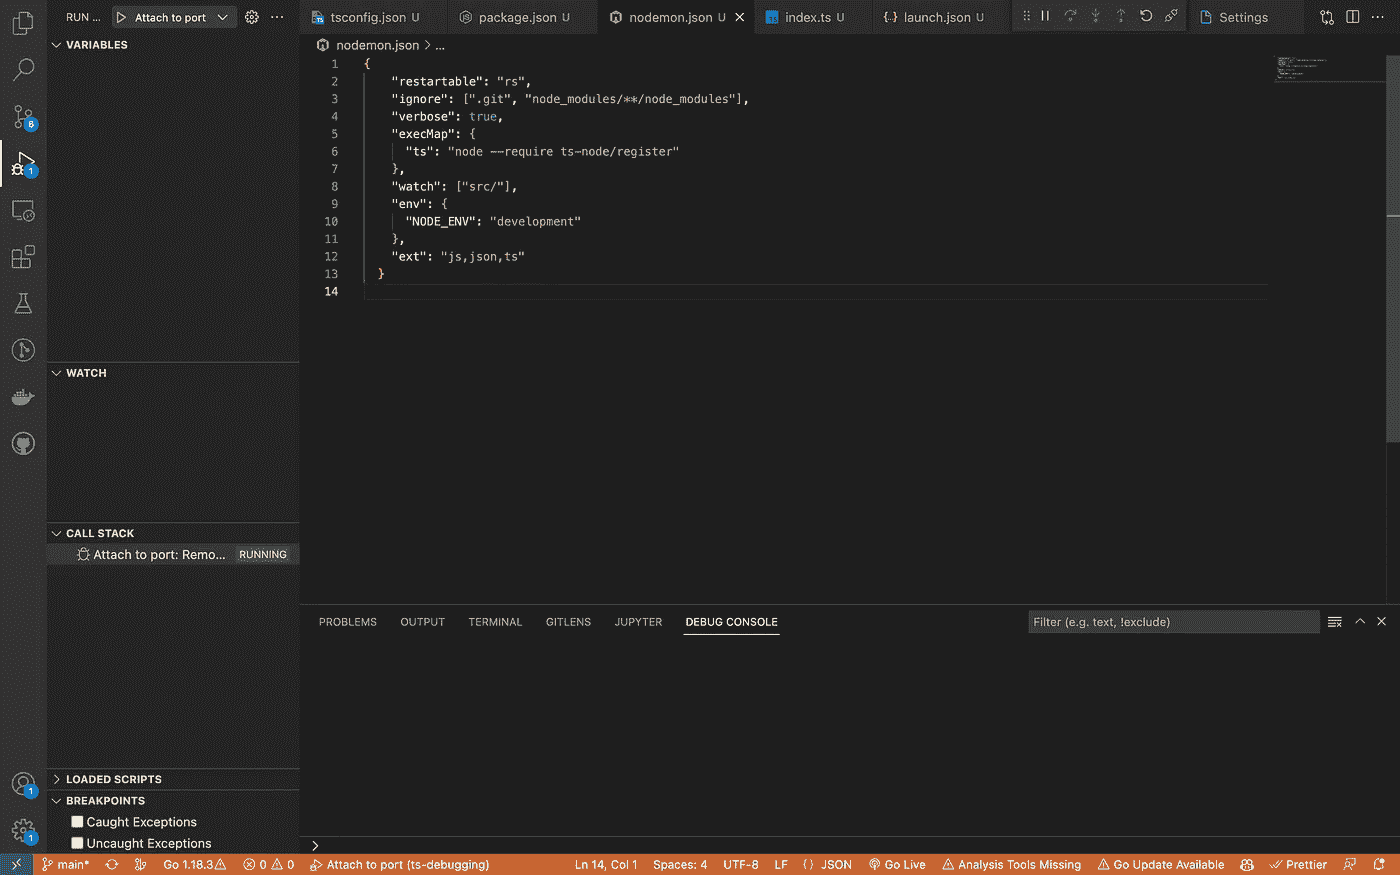 RUN ... Attach to port ...
tsconfig.json U package.json U nodemon.json U index.ts U launch.json U Settings
VARIABLES
nodemon.json > ...
1 {
2 "restartable": "rs",
3 "ignore": [".git", "node_modules/**/node_modules"],
4 "verbose": true,
5 "execMap": {
6 "ts": "node --require ts-node/register"
7 },
8 "watch": ["src/"],
9 "env": {
10 "NODE_ENV": "development"
11 },
12 "ext": "js,json,ts"
13 }
14
6
1
WATCH
CALL STACK
Attach to port: Remo... RUNNING
PROBLEMS OUTPUT TERMINAL GITLENS JUPYTER DEBUG CONSOLE
Filter (e.g. text, !exclude)
LOADED SCRIPTS
BREAKPOINTS
Caught Exceptions
Uncaught Exceptions
1
1
main* Go 1.18.3 0 0 Attach to port (ts-debugging) Ln 14, Col 1 Spaces: 4 UTF-8 LF {} JSON Go Live Analysis Tools Missing Go Update Available Prettier